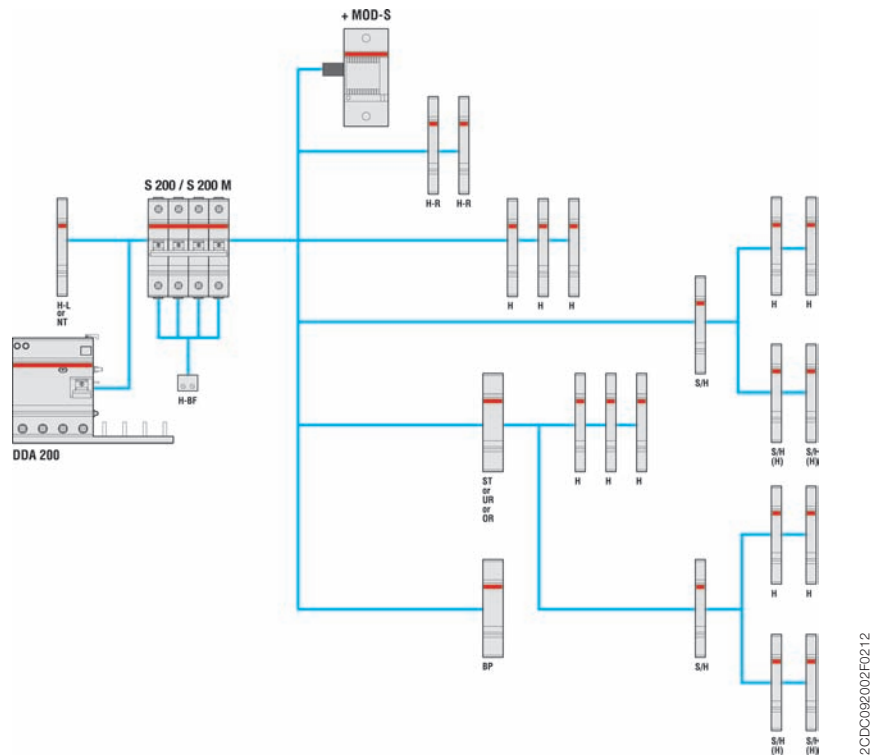 + MOD-S
H-R H-R
S 200 / S 200 M
H-L
or
NT
H H H
H H
S/H
H-BF
DDA 200
S/H S/H
(H) (H)
ST
or
UR
or
OR
H H H
H H
BP
S/H
S/H S/H
(H) (H)
2CDC092002F0212